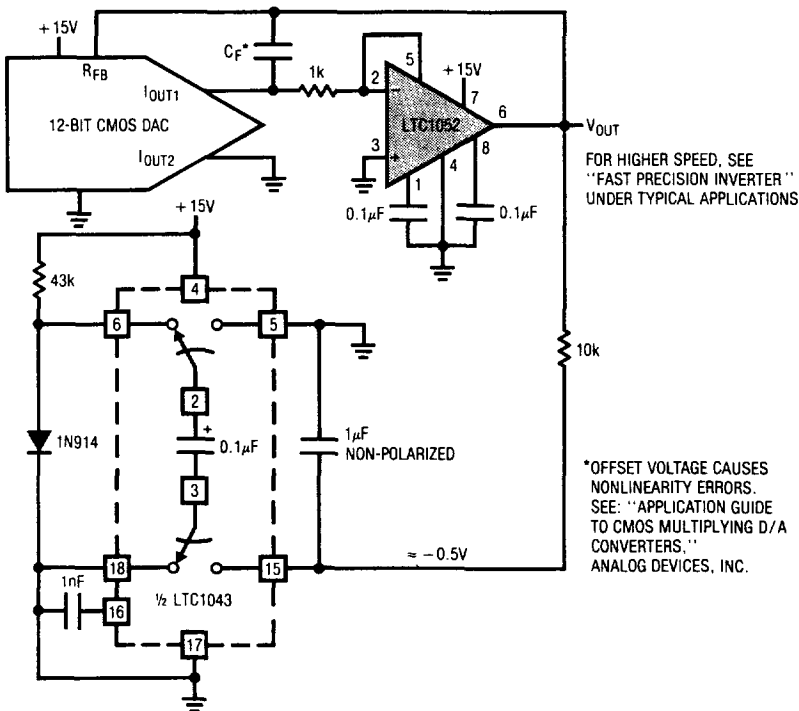 +15V
R_FB
C_F*
1k
I_OUT1
12-BIT CMOS DAC
I_OUT2
2
5
+15V
7
LTC1052
−
6
3
+
1
4
8
V_OUT
0.1μF
0.1μF
FOR HIGHER SPEED, SEE
"FAST PRECISION INVERTER"
UNDER TYPICAL APPLICATIONS
+15V
43k
4
6
5
2
10k
1N914
+
0.1μF
1μF
NON-POLARIZED
3
≈ −0.5V
18
15
1nF
16
½ LTC1043
17
*OFFSET VOLTAGE CAUSES
NONLINEARITY ERRORS.
SEE: "APPLICATION GUIDE
TO CMOS MULTIPLYING D/A
CONVERTERS,"
ANALOG DEVICES, INC.